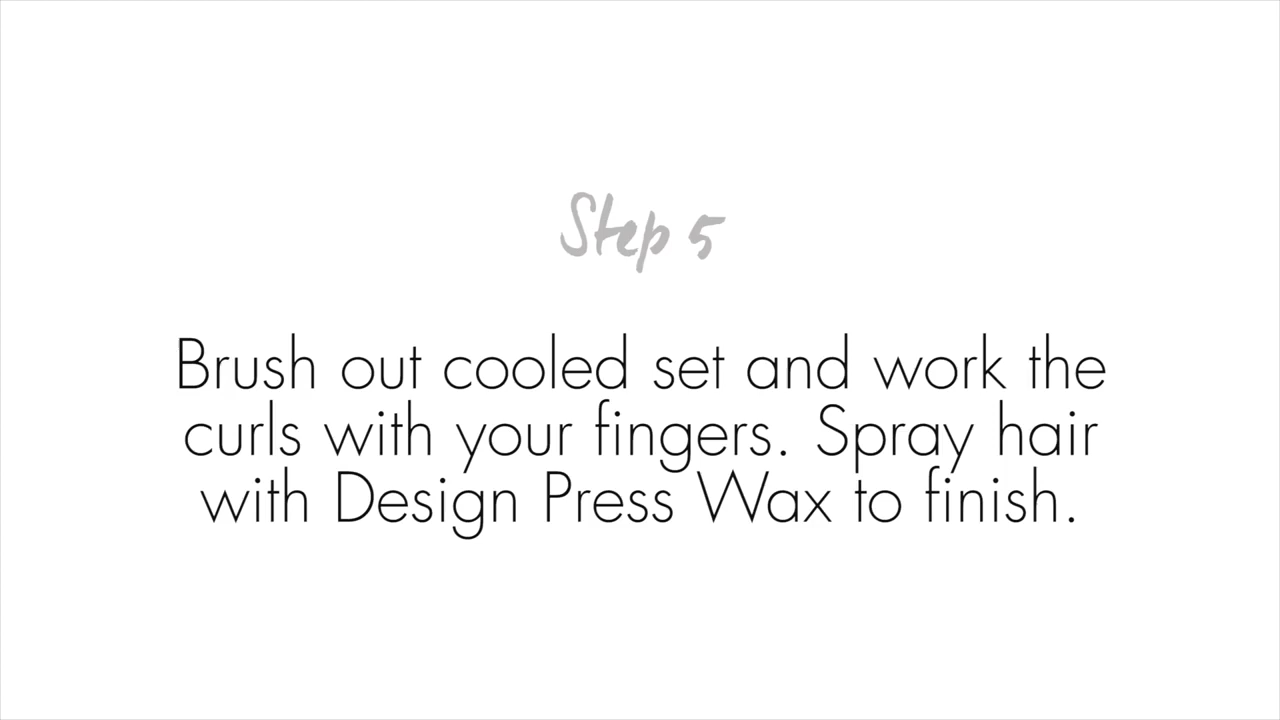 Step 5
Brush out cooled set and work the
curls with your fingers. Spray hair
with Design Press Wax to finish.